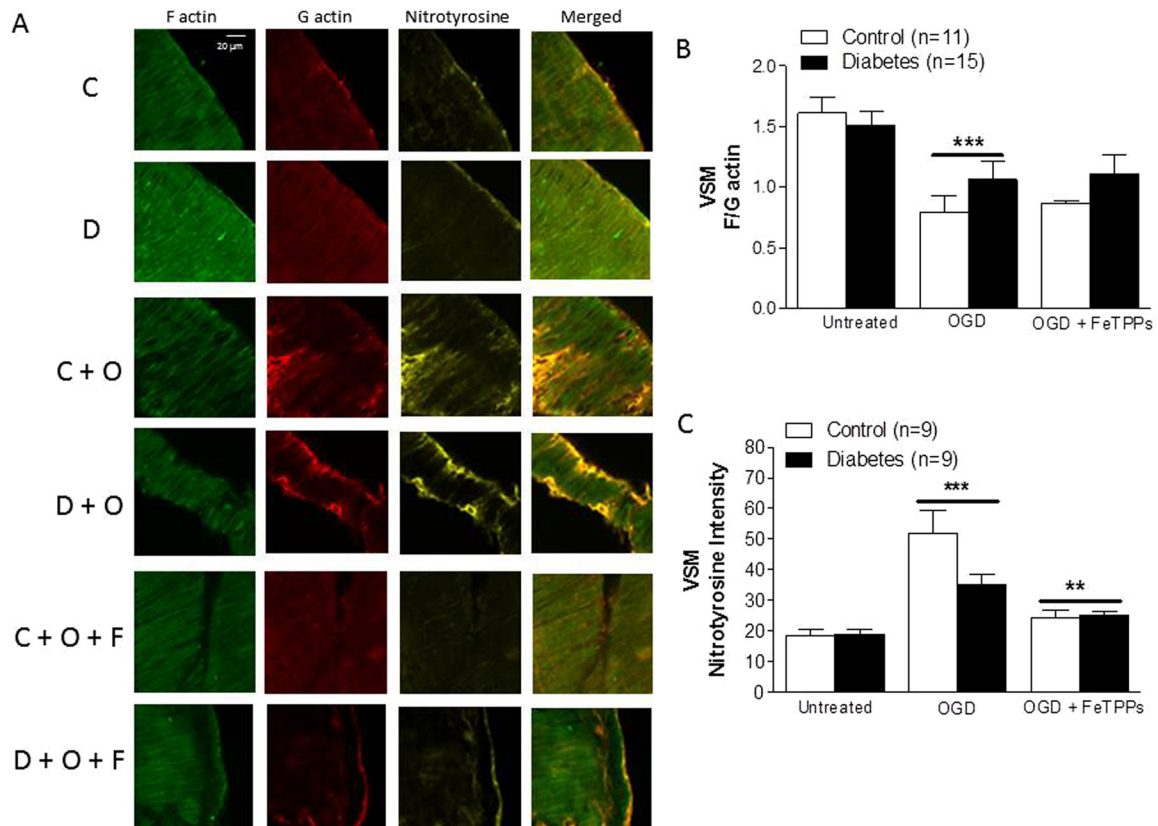 A
F actin G actin Nitrotyrosine Merged
20 µm
C
D
C + O
D + O
C + O + F
D + O + F
B
Control (n=11)
Diabetes (n=15)
VSM
F/G actin
2.0
1.5
1.0
0.5
0.0
***
Untreated OGD OGD + FeTPPs
C
Control (n=9)
Diabetes (n=9)
VSM
Nitrotyrosine Intensity
80
70
60
50
40
30
20
10
0
***
**
Untreated OGD OGD + FeTPPs